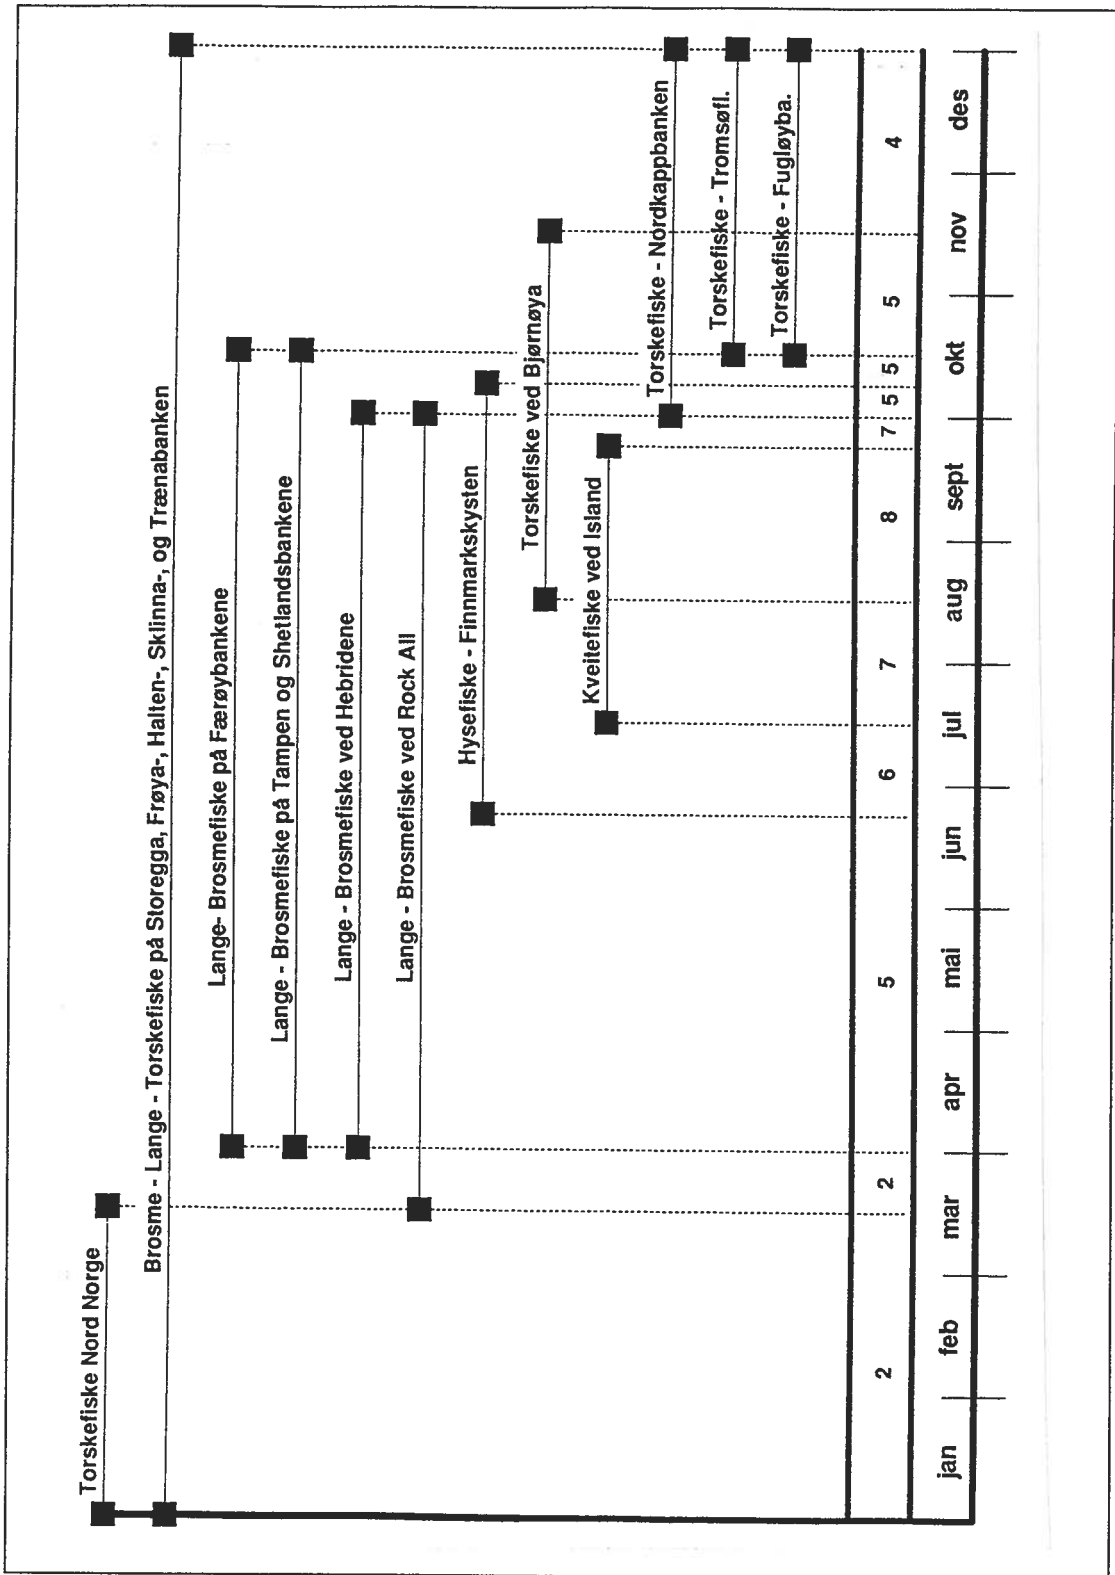 Torskefiske Nord Norge
Brosme - Lange - Torskefiske på Storegga, Frøya-, Halten-, Sklinna-, og Trænabanken
Lange- Brosmefiske på Færøybankene
Lange - Brosmefiske på Tampen og Shetlandsbankene
Lange - Brosmefiske ved Hebridene
Lange - Brosmefiske ved Rock All
Hysefiske - Finnmarkskysten
Torskefiske ved Bjørnøya
Kveitefiske ved Island
Torskefiske - Nordkappbanken
Torskefiske - Tromsøfl.
Torskefiske - Fugløyba.
2 2 5 6 7 8 7 5 5 5 4
jan feb mar apr mai jun jul aug sept okt nov des